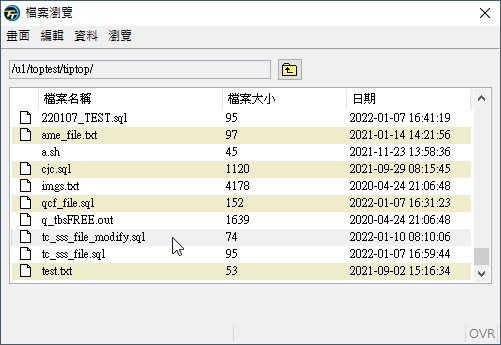 檔案瀏覽
畫面 編輯 資料 瀏覽
/u1/toptest/tiptop/
檔案名稱 檔案大小 日期
220107_TEST.sql 95 2022-01-07 16:41:19
ame_file.txt 97 2021-01-14 14:21:56
a.sh 45 2021-11-23 13:58:36
cjc.sql 1120 2021-09-29 08:15:45
imgs.txt 4178 2020-04-24 21:06:48
qcf_file.sql 152 2022-01-07 16:31:23
q_tbsFREE.out 1639 2020-04-24 21:06:48
tc_sss_file_modify.sql 74 2022-01-10 08:10:06
tc_sss_file.sql 95 2022-01-07 16:59:44
test.txt 53 2021-09-02 15:16:34
OVR